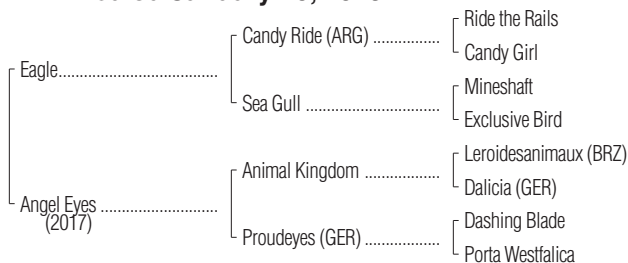 Ride the Rails
Candy Ride (ARG)
Candy Girl
Eagle
Mineshaft
Sea Gull
Exclusive Bird
Leroidesanimaux (BRZ)
Animal Kingdom
Dalicia (GER)
Angel Eyes
(2017)
Dashing Blade
Proudeyes (GER)
Porta Westfalica